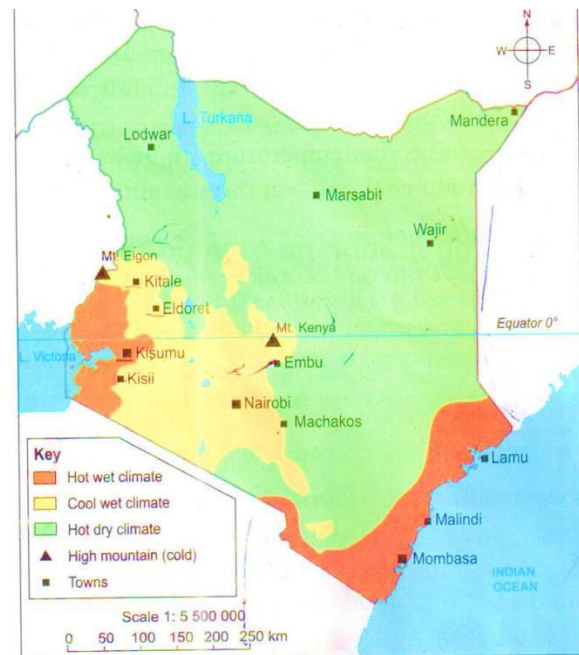 N
W E
S
L. Turkana
Mandera
Lodwar
Marsabit
Wajir
Mt. Elgon
Kitale
Eldoret
Mt. Kenya
Equator 0°
L. Victoria
Kisumu
Embu
Kisii
Nairobi
Machakos
Lamu
Malindi
Mombasa
INDIAN
OCEAN
Key
Hot wet climate
Cool wet climate
Hot dry climate
High mountain (cold)
Towns
Scale 1: 5 500 000
0 50 100 150 200 250 km